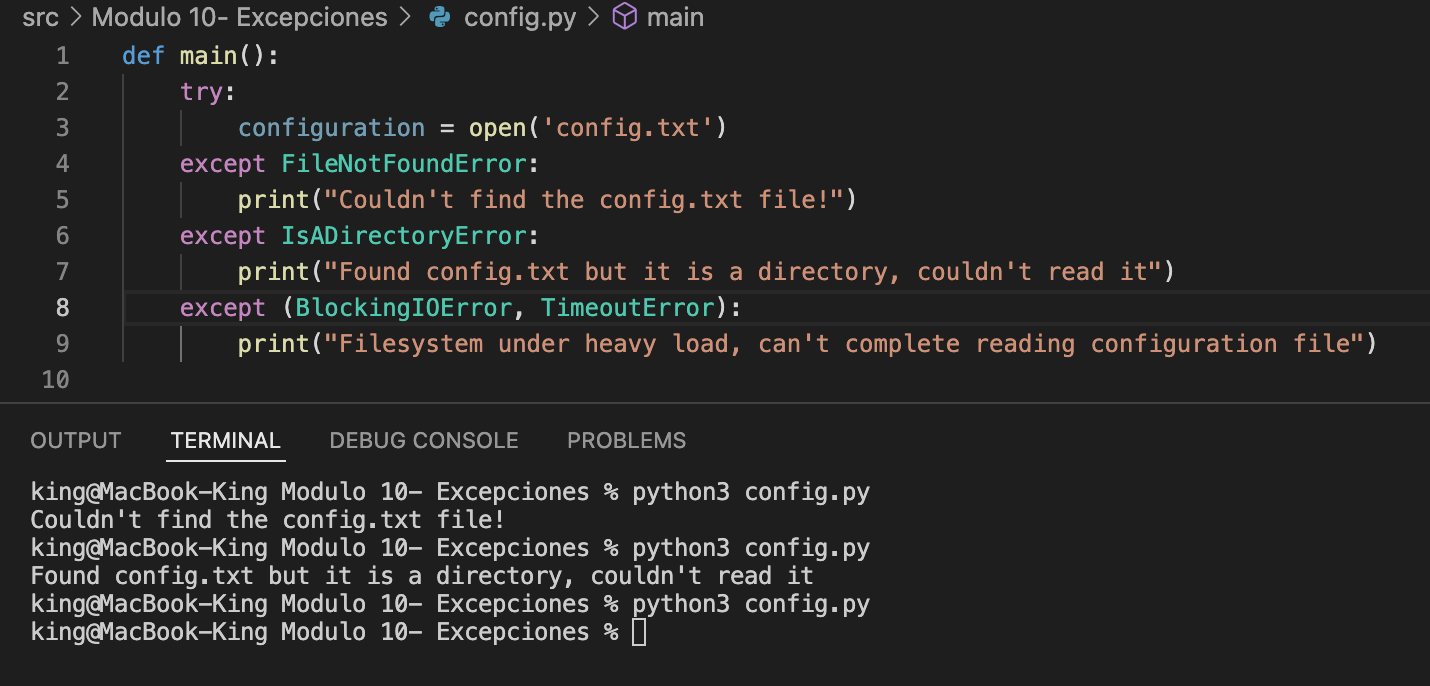 src > Modulo 10- Excepciones > config.py > main
1 def main():
2     try:
3         configuration = open('config.txt')
4     except FileNotFoundError:
5         print("Couldn't find the config.txt file!")
6     except IsADirectoryError:
7         print("Found config.txt but it is a directory, couldn't read it")
8     except (BlockingIOError, TimeoutError):
9         print("Filesystem under heavy load, can't complete reading configuration file")
10
OUTPUT TERMINAL DEBUG CONSOLE PROBLEMS
king@MacBook-King Modulo 10- Excepciones % python3 config.py
Couldn't find the config.txt file!
king@MacBook-King Modulo 10- Excepciones % python3 config.py
Found config.txt but it is a directory, couldn't read it
king@MacBook-King Modulo 10- Excepciones % python3 config.py
king@MacBook-King Modulo 10- Excepciones %